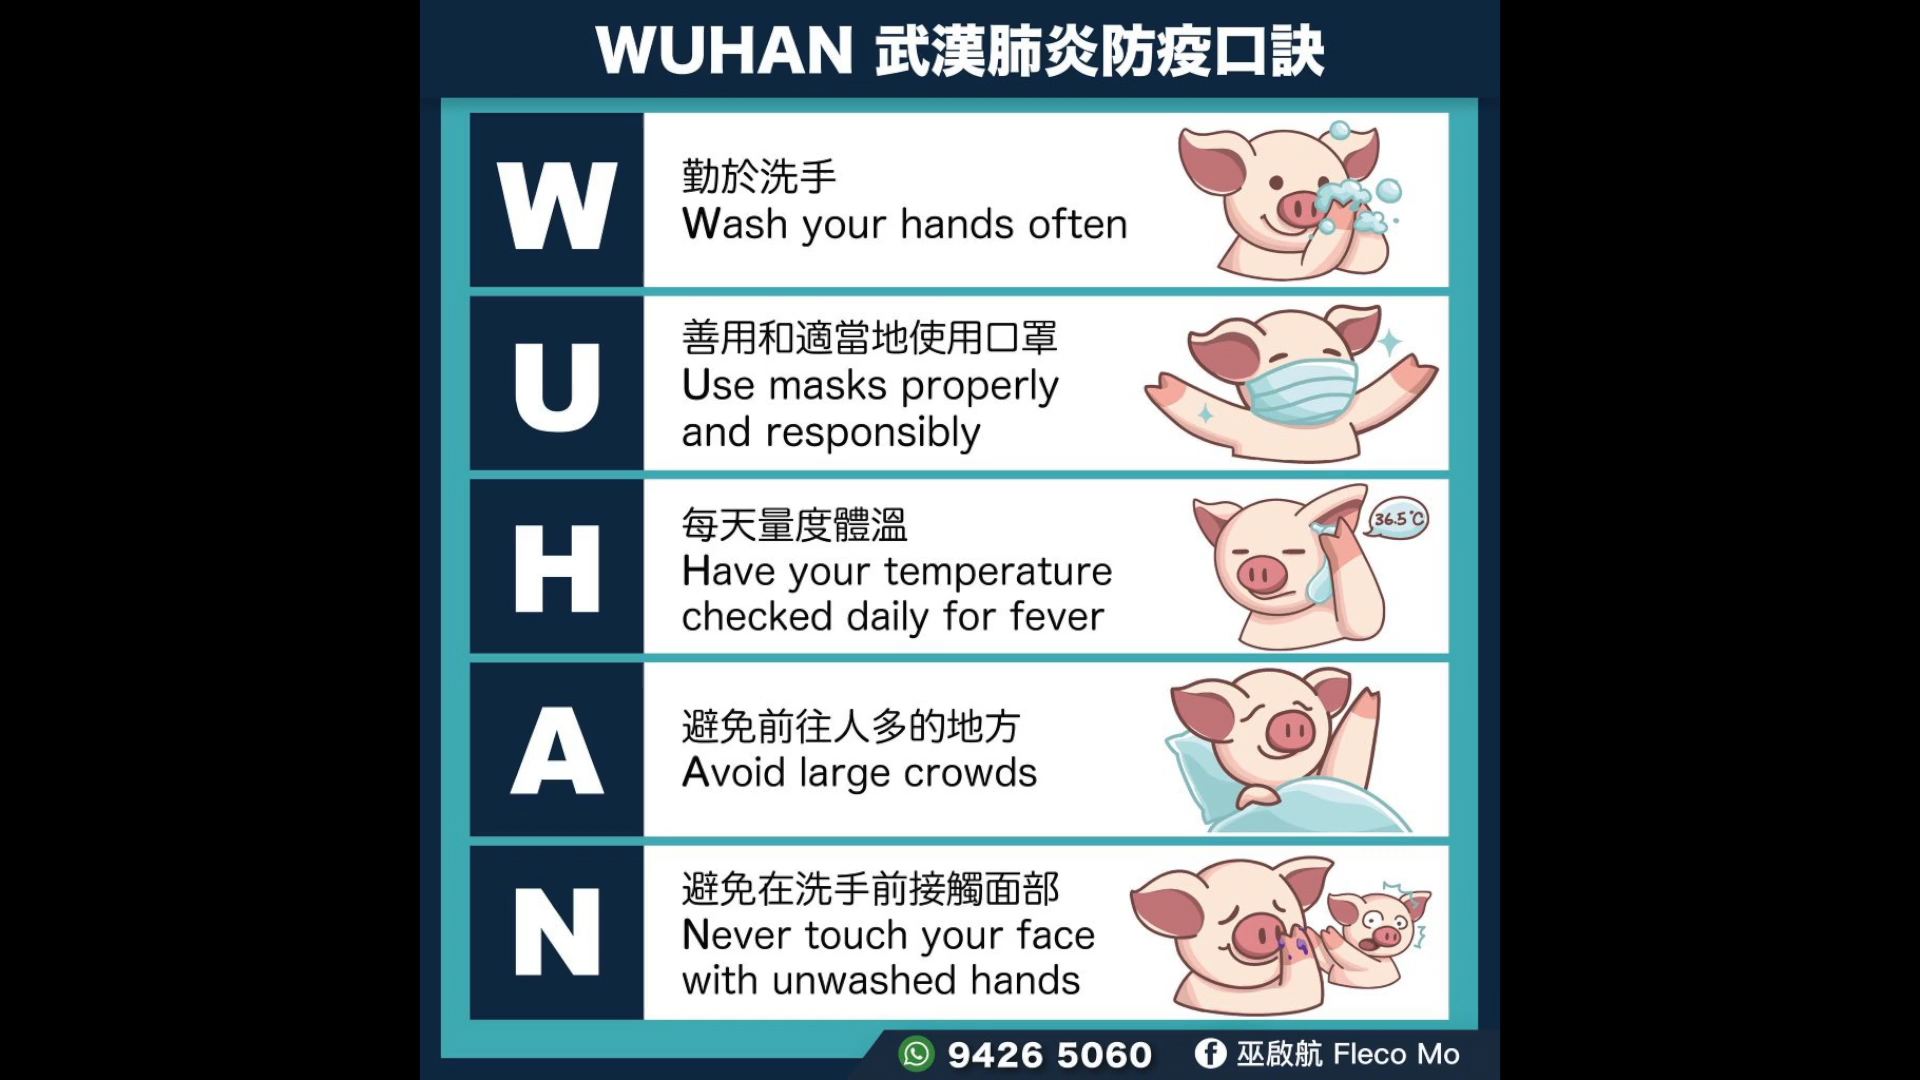 WUHAN 武漢肺炎防疫口訣
W
勤於洗手
Wash your hands often
U
善用和適當地使用口罩
Use masks properly
and responsibly
H
每天量度體溫
Have your temperature
checked daily for fever
36.5°C
A
避免前往人多的地方
Avoid large crowds
N
避免在洗手前接觸面部
Never touch your face
with unwashed hands
9426 5060 巫啟航 Fleco Mo